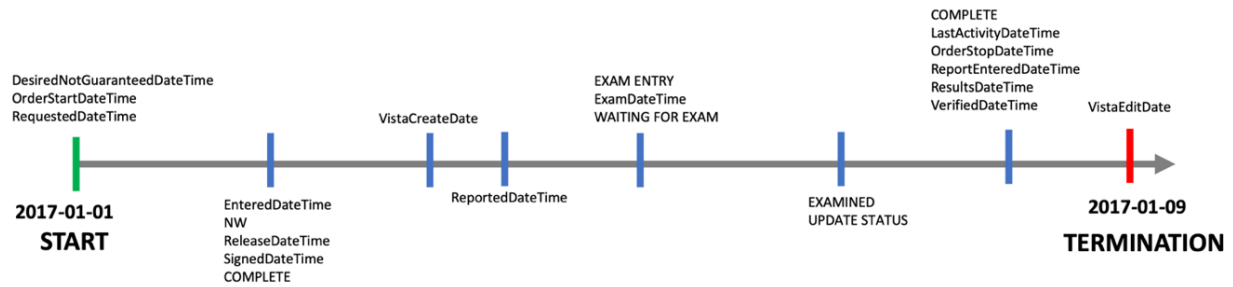 DesiredNotGuaranteedDateTime
OrderStartDateTime
RequestedDateTime
2017-01-01
START
EnteredDateTime
NW
ReleaseDateTime
SignedDateTime
COMPLETE
VistaCreateDate
ReportedDateTime
EXAM ENTRY
ExamDateTime
WAITING FOR EXAM
EXAMINED
UPDATE STATUS
COMPLETE
LastActivityDateTime
OrderStopDateTime
ReportEnteredDateTime
ResultsDateTime
VerifiedDateTime
VistaEditDate
2017-01-09
TERMINATION